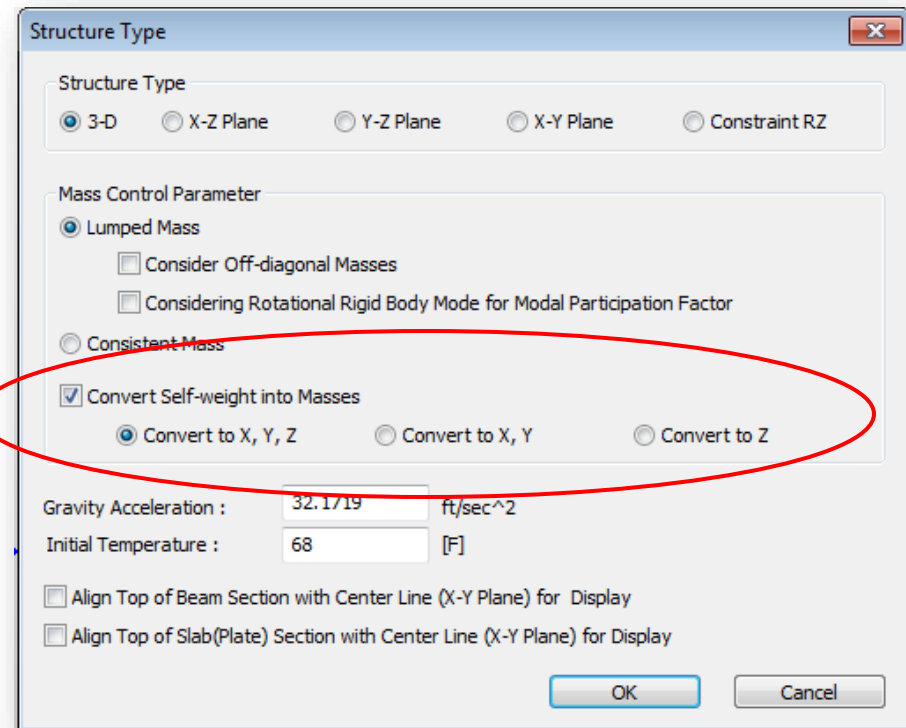 Structure Type
Structure Type
3-D X-Z Plane Y-Z Plane X-Y Plane Constraint RZ
Mass Control Parameter
Lumped Mass
Consider Off-diagonal Masses
Considering Rotational Rigid Body Mode for Modal Participation Factor
Consistent Mass
Convert Self-weight into Masses
Convert to X, Y, Z Convert to X, Y Convert to Z
Gravity Acceleration : 32.1719 ft/sec^2
Initial Temperature : 68 [F]
Align Top of Beam Section with Center Line (X-Y Plane) for Display
Align Top of Slab(Plate) Section with Center Line (X-Y Plane) for Display
OK Cancel